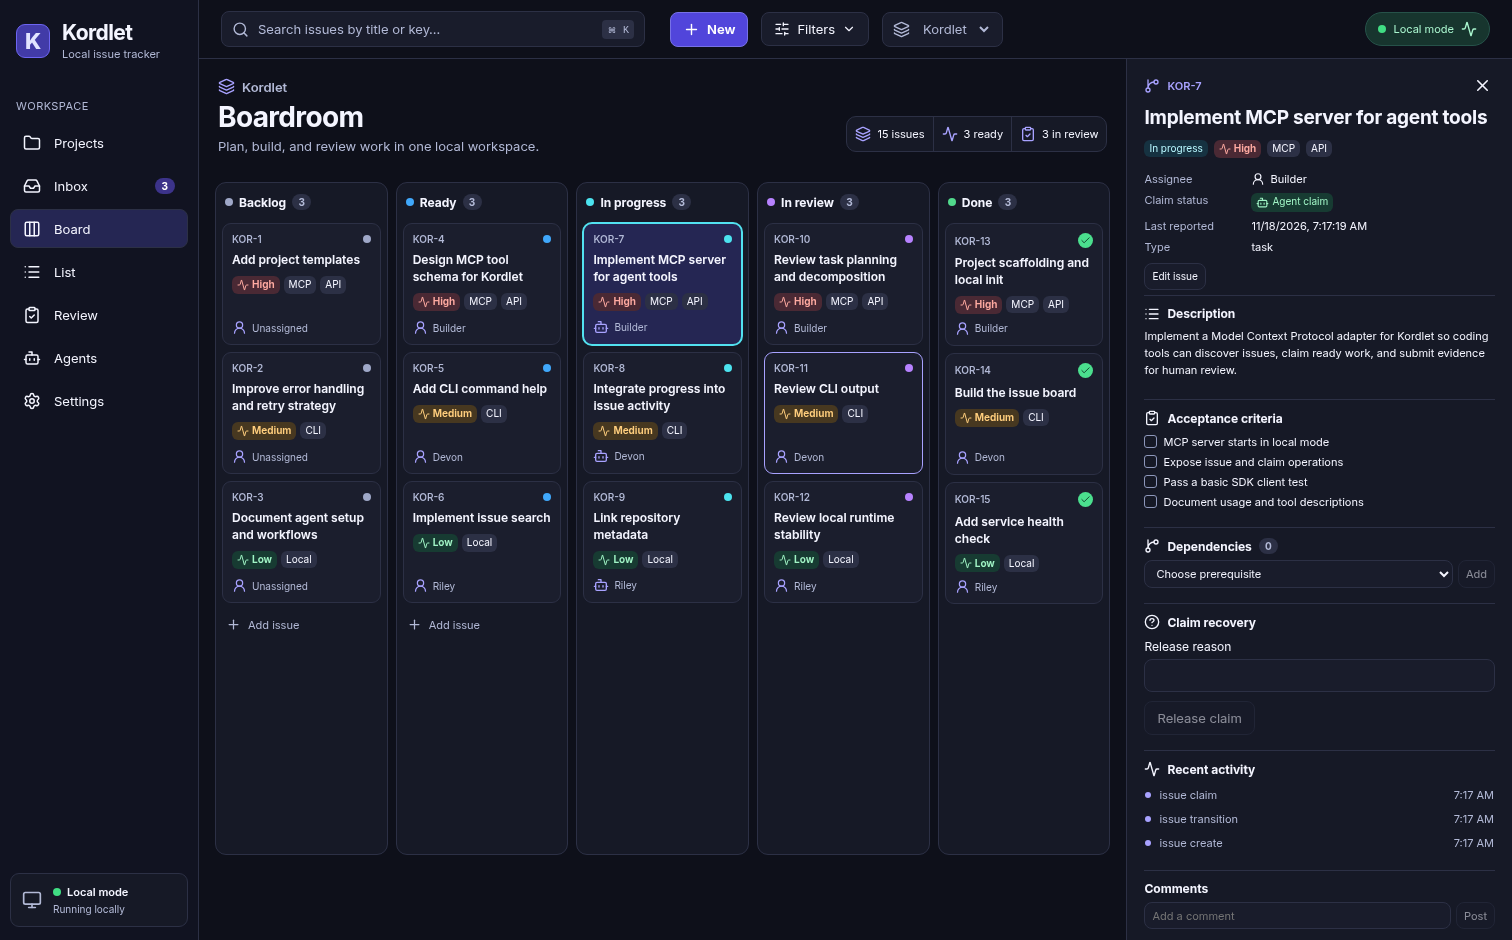 K
Kordlet
Local issue tracker
WORKSPACE
Projects
Inbox 3
Board
List
Review
Agents
Settings
Local mode
Running locally
Search issues by title or key...
⌘ K
New
Filters
Kordlet
Local mode
Kordlet
Boardroom
Plan, build, and review work in one local workspace.
15 issues
3 ready
3 in review
Backlog 3
KOR-1
Add project templates
High MCP API
Unassigned
KOR-2
Improve error handling
and retry strategy
Medium CLI
Unassigned
KOR-3
Document agent setup
and workflows
Low Local
Unassigned
Add issue
Ready 3
KOR-4
Design MCP tool
schema for Kordlet
High MCP API
Builder
KOR-5
Add CLI command help
Medium CLI
Devon
KOR-6
Implement issue search
Low Local
Riley
Add issue
In progress 3
KOR-7
Implement MCP server
for agent tools
High MCP API
Builder
KOR-8
Integrate progress into
issue activity
Medium CLI
Devon
KOR-9
Link repository
metadata
Low Local
Riley
In review 3
KOR-10
Review task planning
and decomposition
High MCP API
Builder
KOR-11
Review CLI output
Medium CLI
Devon
KOR-12
Review local runtime
stability
Low Local
Riley
Done 3
KOR-13
Project scaffolding and
local init
High MCP API
Builder
KOR-14
Build the issue board
Medium CLI
Devon
KOR-15
Add service health
check
Low Local
Riley
KOR-7
Implement MCP server for agent tools
In progress High MCP API
Assignee Builder
Claim status Agent claim
Last reported 11/18/2026, 7:17:19 AM
Type task
Edit issue
Description
Implement a Model Context Protocol adapter for Kordlet so coding
tools can discover issues, claim ready work, and submit evidence
for human review.
Acceptance criteria
MCP server starts in local mode
Expose issue and claim operations
Pass a basic SDK client test
Document usage and tool descriptions
Dependencies 0
Choose prerequisite Add
Claim recovery
Release reason
Release claim
Recent activity
issue claim 7:17 AM
issue transition 7:17 AM
issue create 7:17 AM
Comments
Add a comment Post